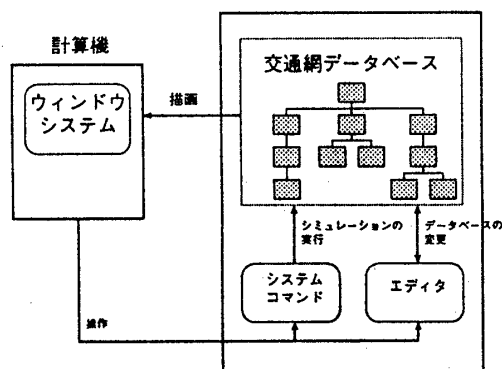 計算機
ウィンドウ
システム
描画
交通網データベース
シミュレーションの
実行
データベースの
変更
システム
コマンド
エディタ
操作